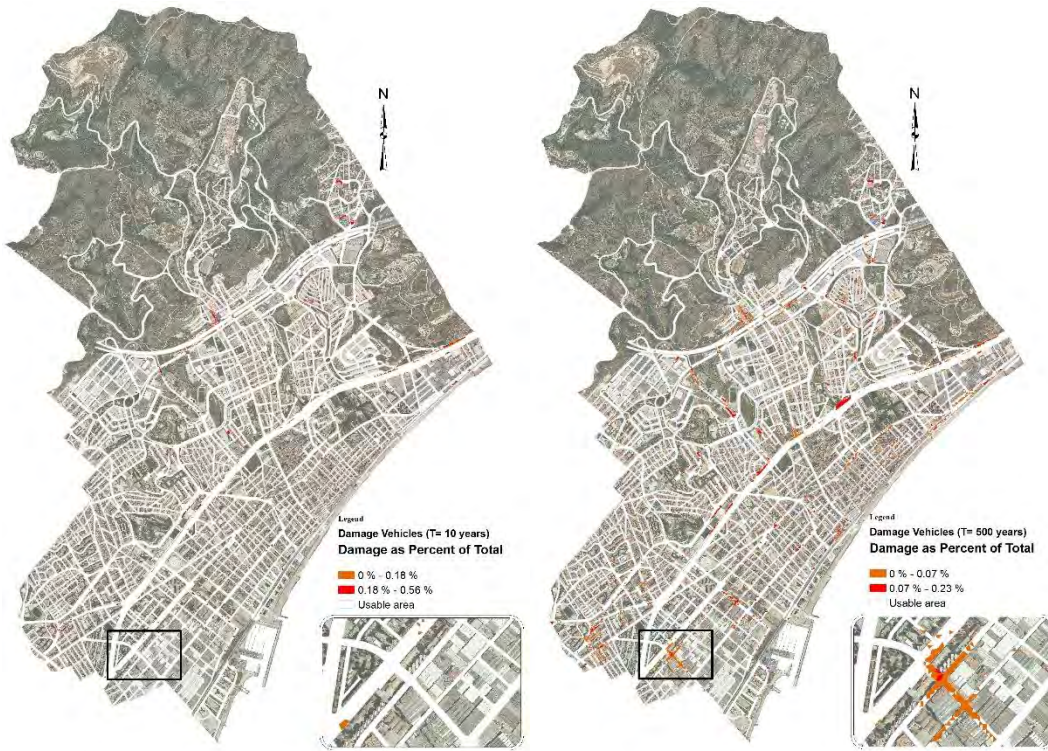 N
Legend
Damage Vehicles (T= 10 years)
Damage as Percent of Total
0 % - 0.18 %
0.18 % - 0.56 %
Usable area
N
Legend
Damage Vehicles (T= 500 years)
Damage as Percent of Total
0 % - 0.07 %
0.07 % - 0.23 %
Usable area